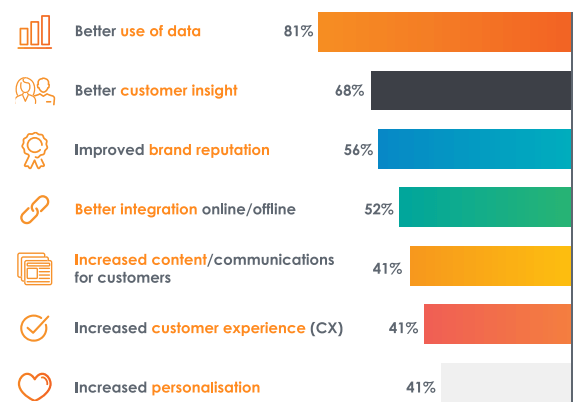 Better use of data 81%
Better customer insight 68%
Improved brand reputation 56%
Better integration online/offline 52%
Increased content/communications
for customers 41%
Increased customer experience (CX) 41%
Increased personalisation 41%